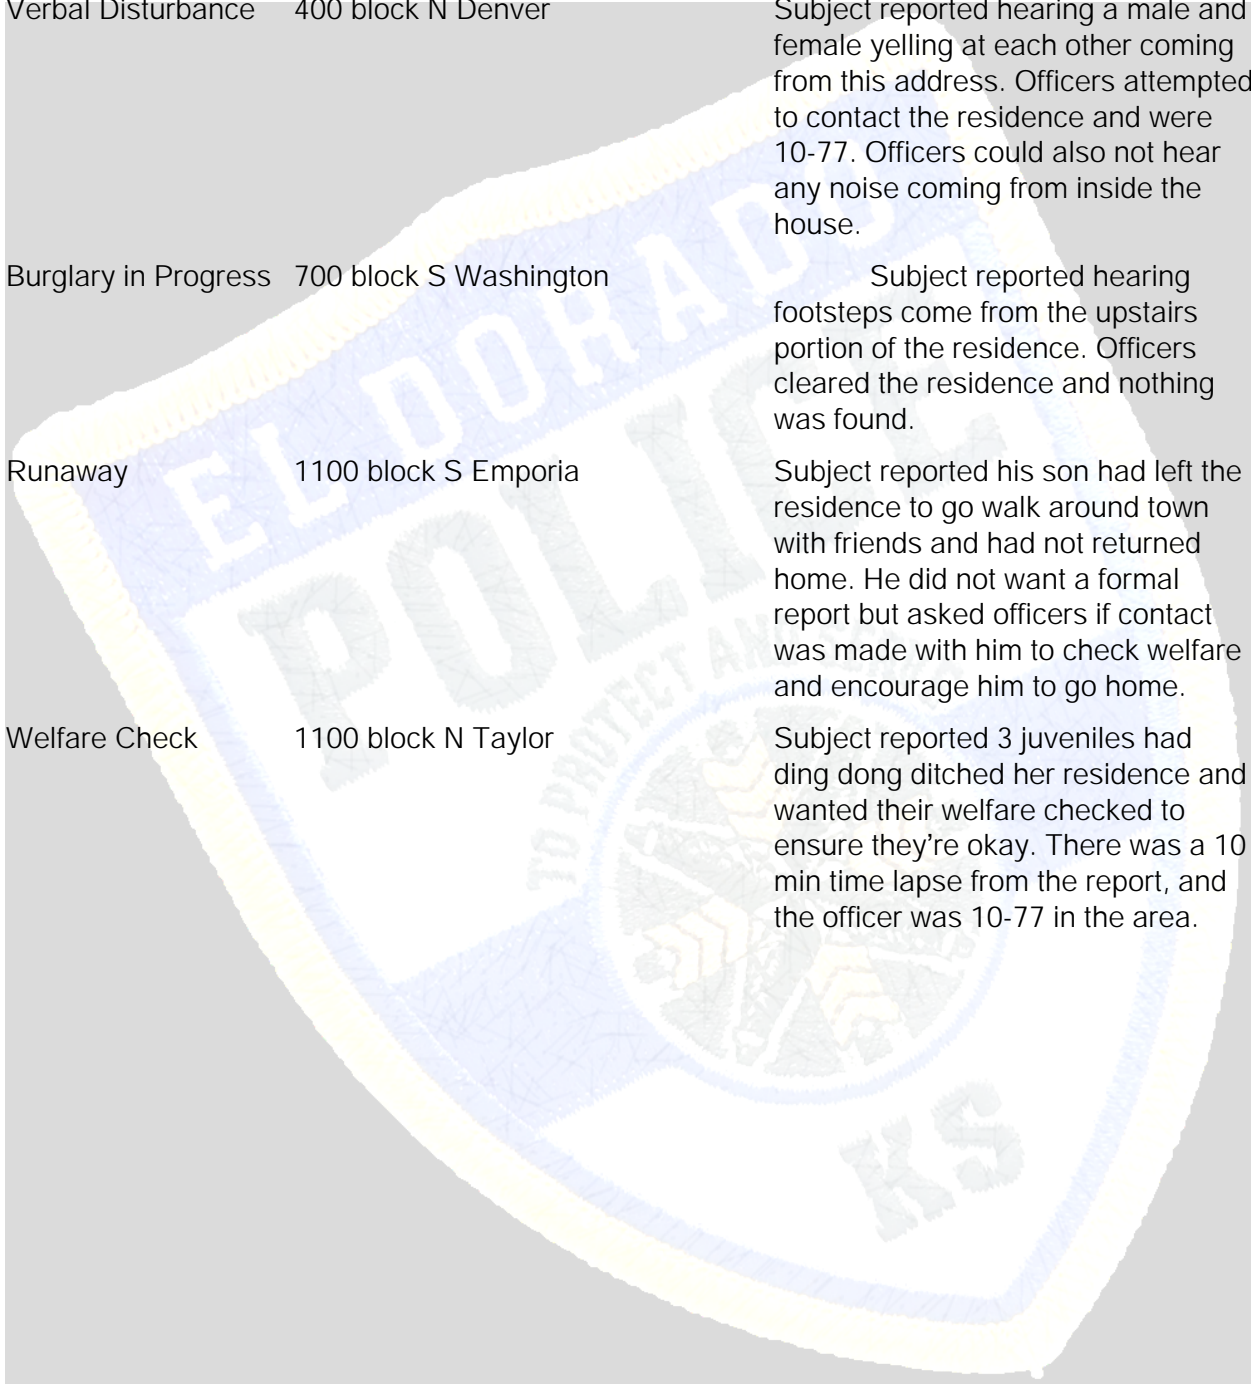 Verbal Disturbance 400 block N Denver Subject reported hearing a male and
female yelling at each other coming
from this address. Officers attempted
to contact the residence and were
10-77. Officers could also not hear
any noise coming from inside the
house.
Burglary in Progress 700 block S Washington Subject reported hearing
footsteps come from the upstairs
portion of the residence. Officers
cleared the residence and nothing
was found.
Runaway 1100 block S Emporia Subject reported his son had left the
residence to go walk around town
with friends and had not returned
home. He did not want a formal
report but asked officers if contact
was made with him to check welfare
and encourage him to go home.
Welfare Check 1100 block N Taylor Subject reported 3 juveniles had
ding dong ditched her residence and
wanted their welfare checked to
ensure they’re okay. There was a 10
min time lapse from the report, and
the officer was 10-77 in the area.
EL DORADO
POLICE
TO PROTECT AND
KS